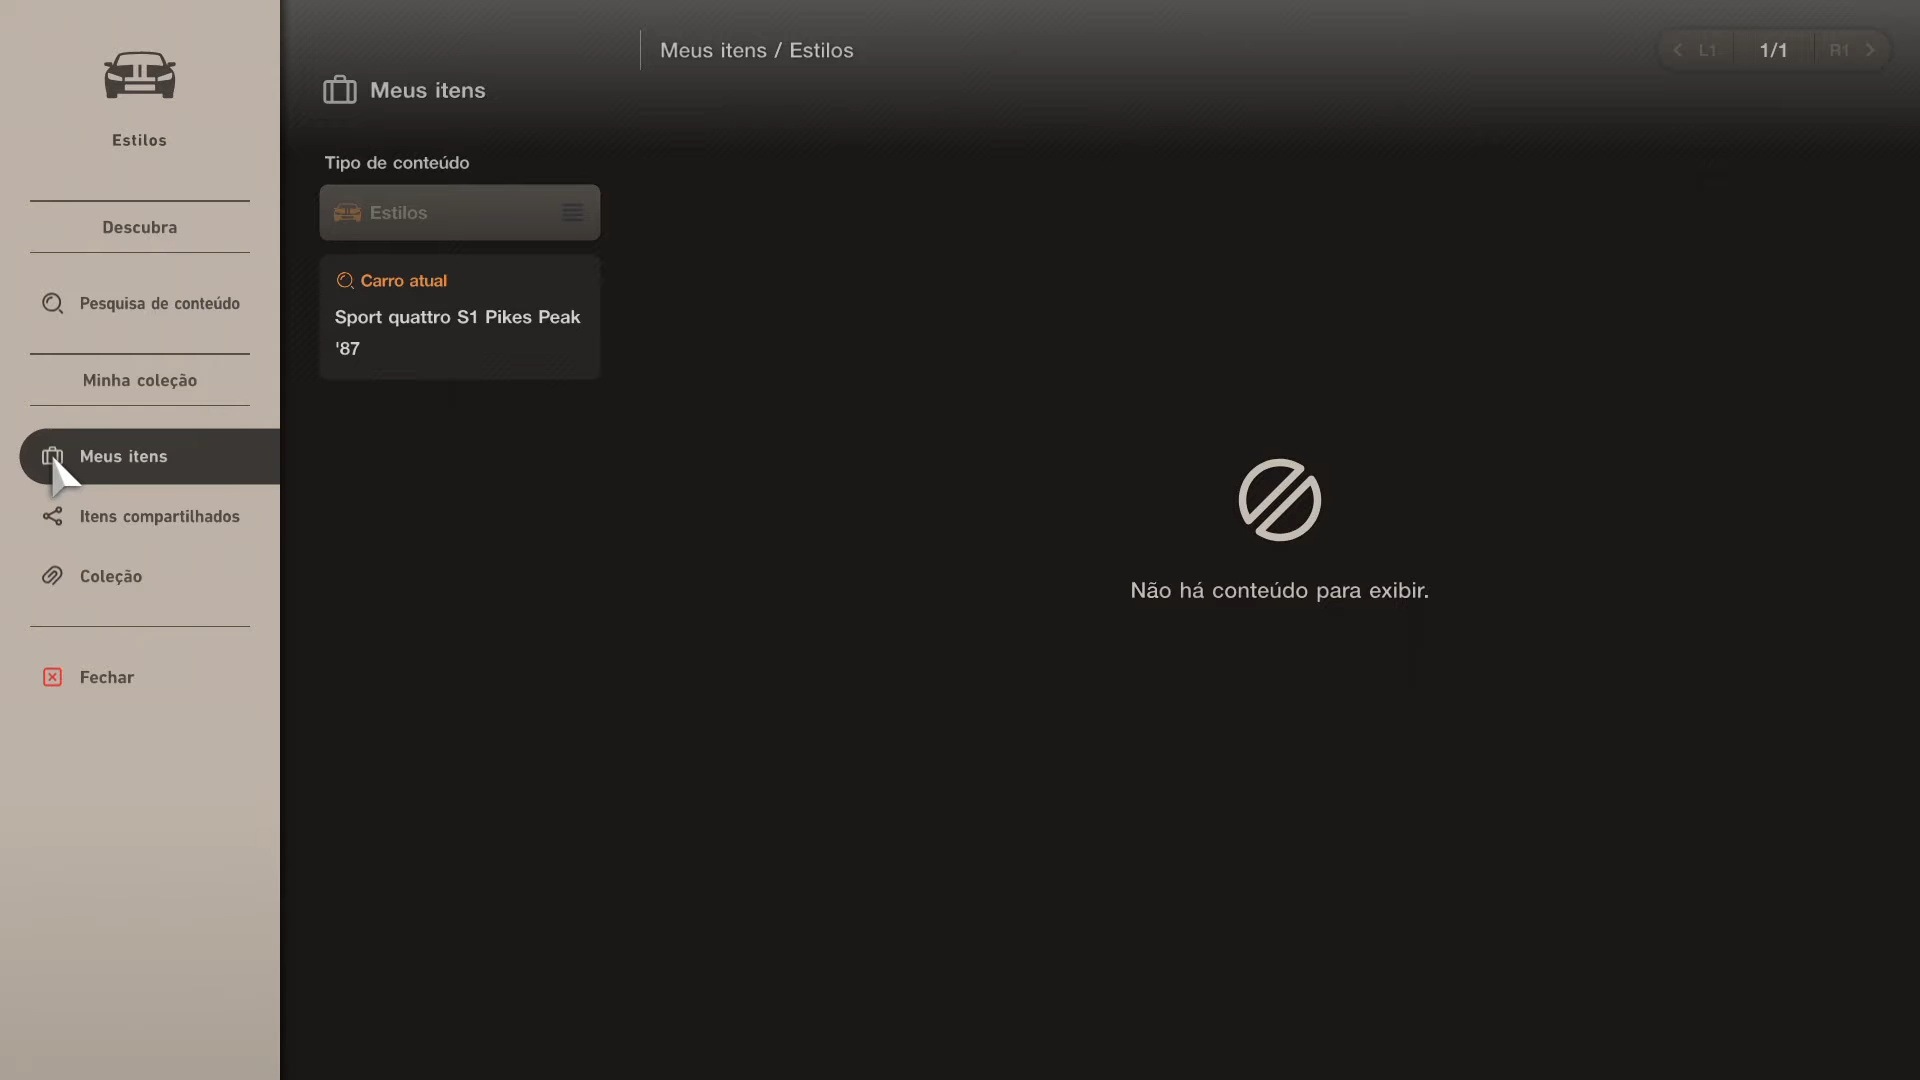 Estilos
Descubra
Pesquisa de conteúdo
Minha coleção
Meus itens
Itens compartilhados
Coleção
Fechar
Meus itens
Tipo de conteúdo
Estilos
Carro atual
Sport quattro S1 Pikes Peak
'87
Meus itens / Estilos
L1 1/1 R1
Não há conteúdo para exibir.